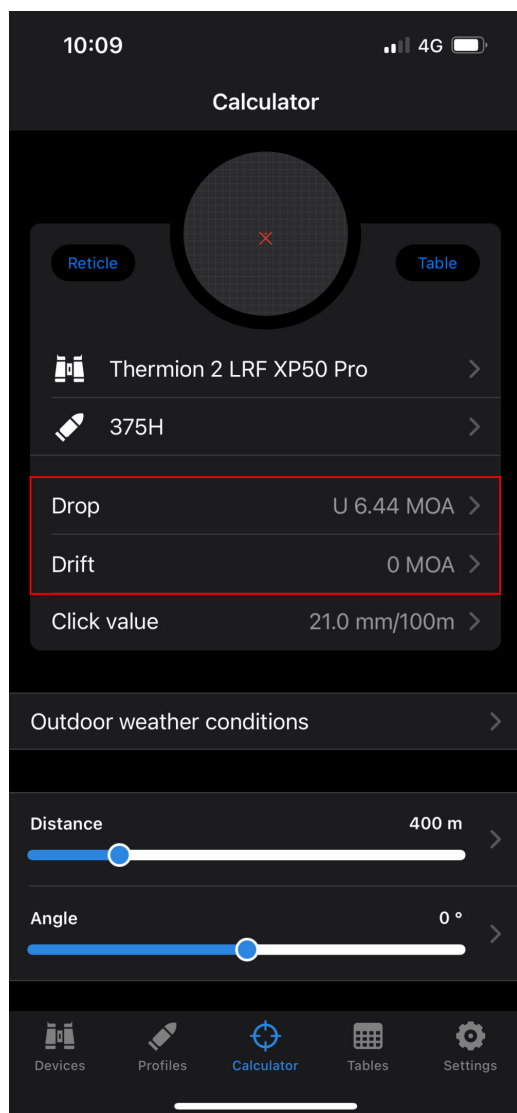 10:09 4G
Calculator
Reticle Table
Thermion 2 LRF XP50 Pro
375H
Drop U 6.44 MOA
Drift 0 MOA
Click value 21.0 mm/100m
Outdoor weather conditions
Distance 400 m
Angle 0 °
Devices Profiles Calculator Tables Settings